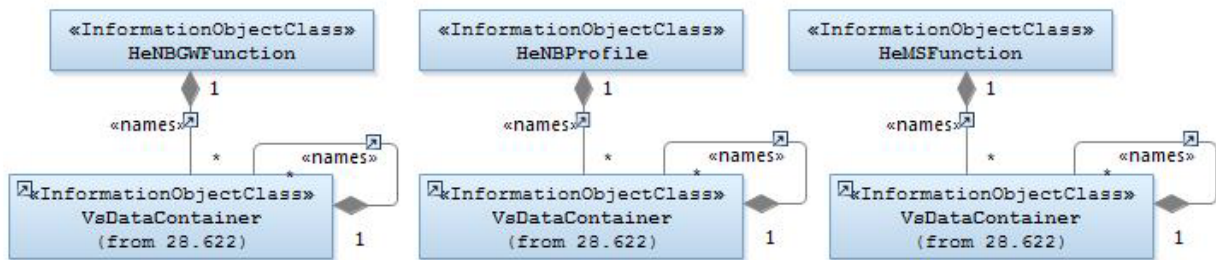 «InformationObjectClass»
HeNBGWFunction
1
«names»
*
«names»
*
«InformationObjectClass»
VsDataContainer
(from 28.622)
1
«InformationObjectClass»
HeNBProfile
1
«names»
*
«names»
*
«InformationObjectClass»
VsDataContainer
(from 28.622)
1
«InformationObjectClass»
HeMSFunction
1
«names»
*
«names»
*
«InformationObjectClass»
VsDataContainer
(from 28.622)
1